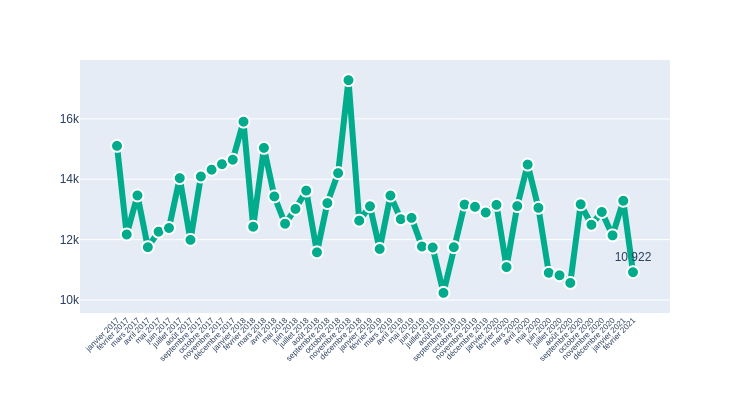 16k
14k
12k
10k
10,922
janvier 2017
février 2017
mars 2017
avril 2017
mai 2017
juin 2017
juillet 2017
août 2017
septembre 2017
octobre 2017
novembre 2017
décembre 2017
janvier 2018
février 2018
mars 2018
avril 2018
mai 2018
juin 2018
juillet 2018
août 2018
septembre 2018
octobre 2018
novembre 2018
décembre 2018
janvier 2019
février 2019
mars 2019
avril 2019
mai 2019
juin 2019
juillet 2019
août 2019
septembre 2019
octobre 2019
novembre 2019
décembre 2019
janvier 2020
février 2020
mars 2020
avril 2020
mai 2020
juin 2020
juillet 2020
août 2020
septembre 2020
octobre 2020
novembre 2020
décembre 2020
janvier 2021
février 2021